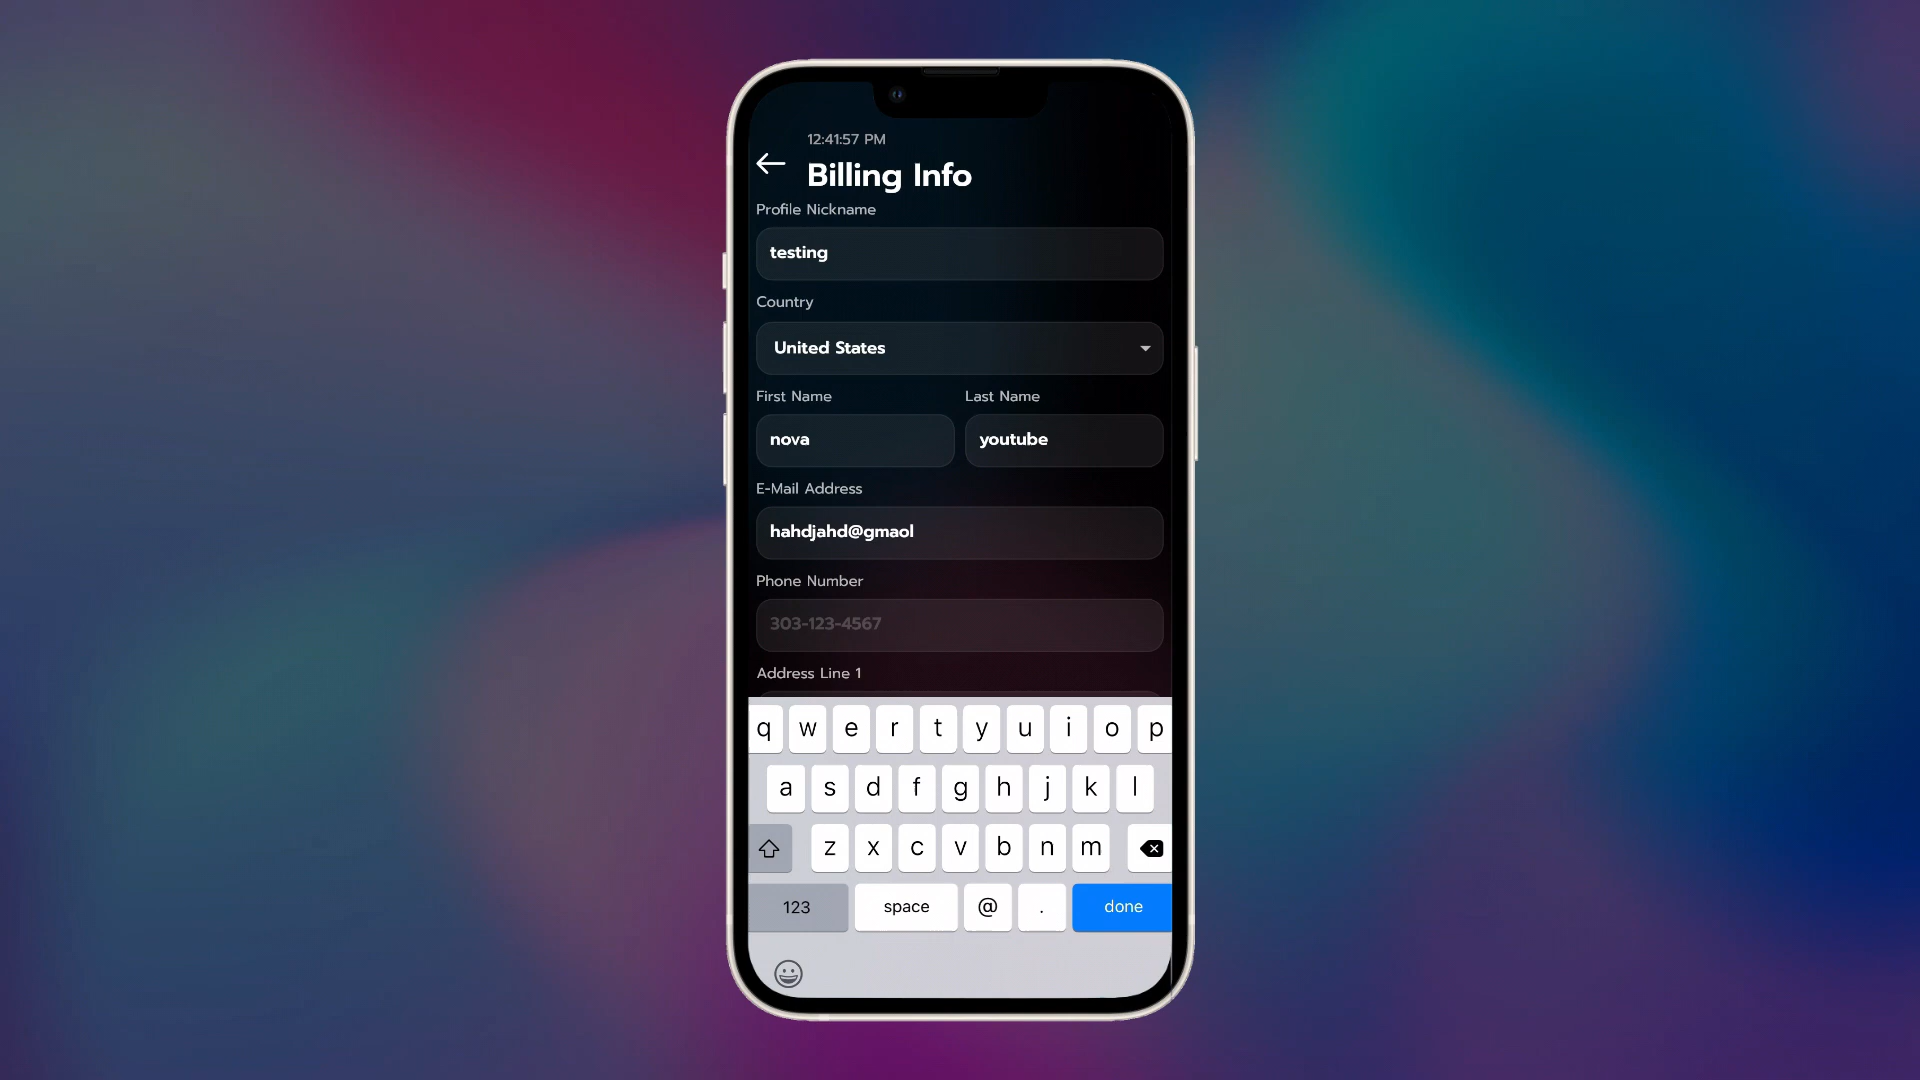 12:41:57 PM
Billing Info
Profile Nickname
testing
Country
United States
First Name Last Name
nova youtube
E-Mail Address
hahdjahd@gmaol
Phone Number
303-123-4567
Address Line 1
q w e r t y u i o p
a s d f g h j k l
z x c v b n m
123 space @ . done